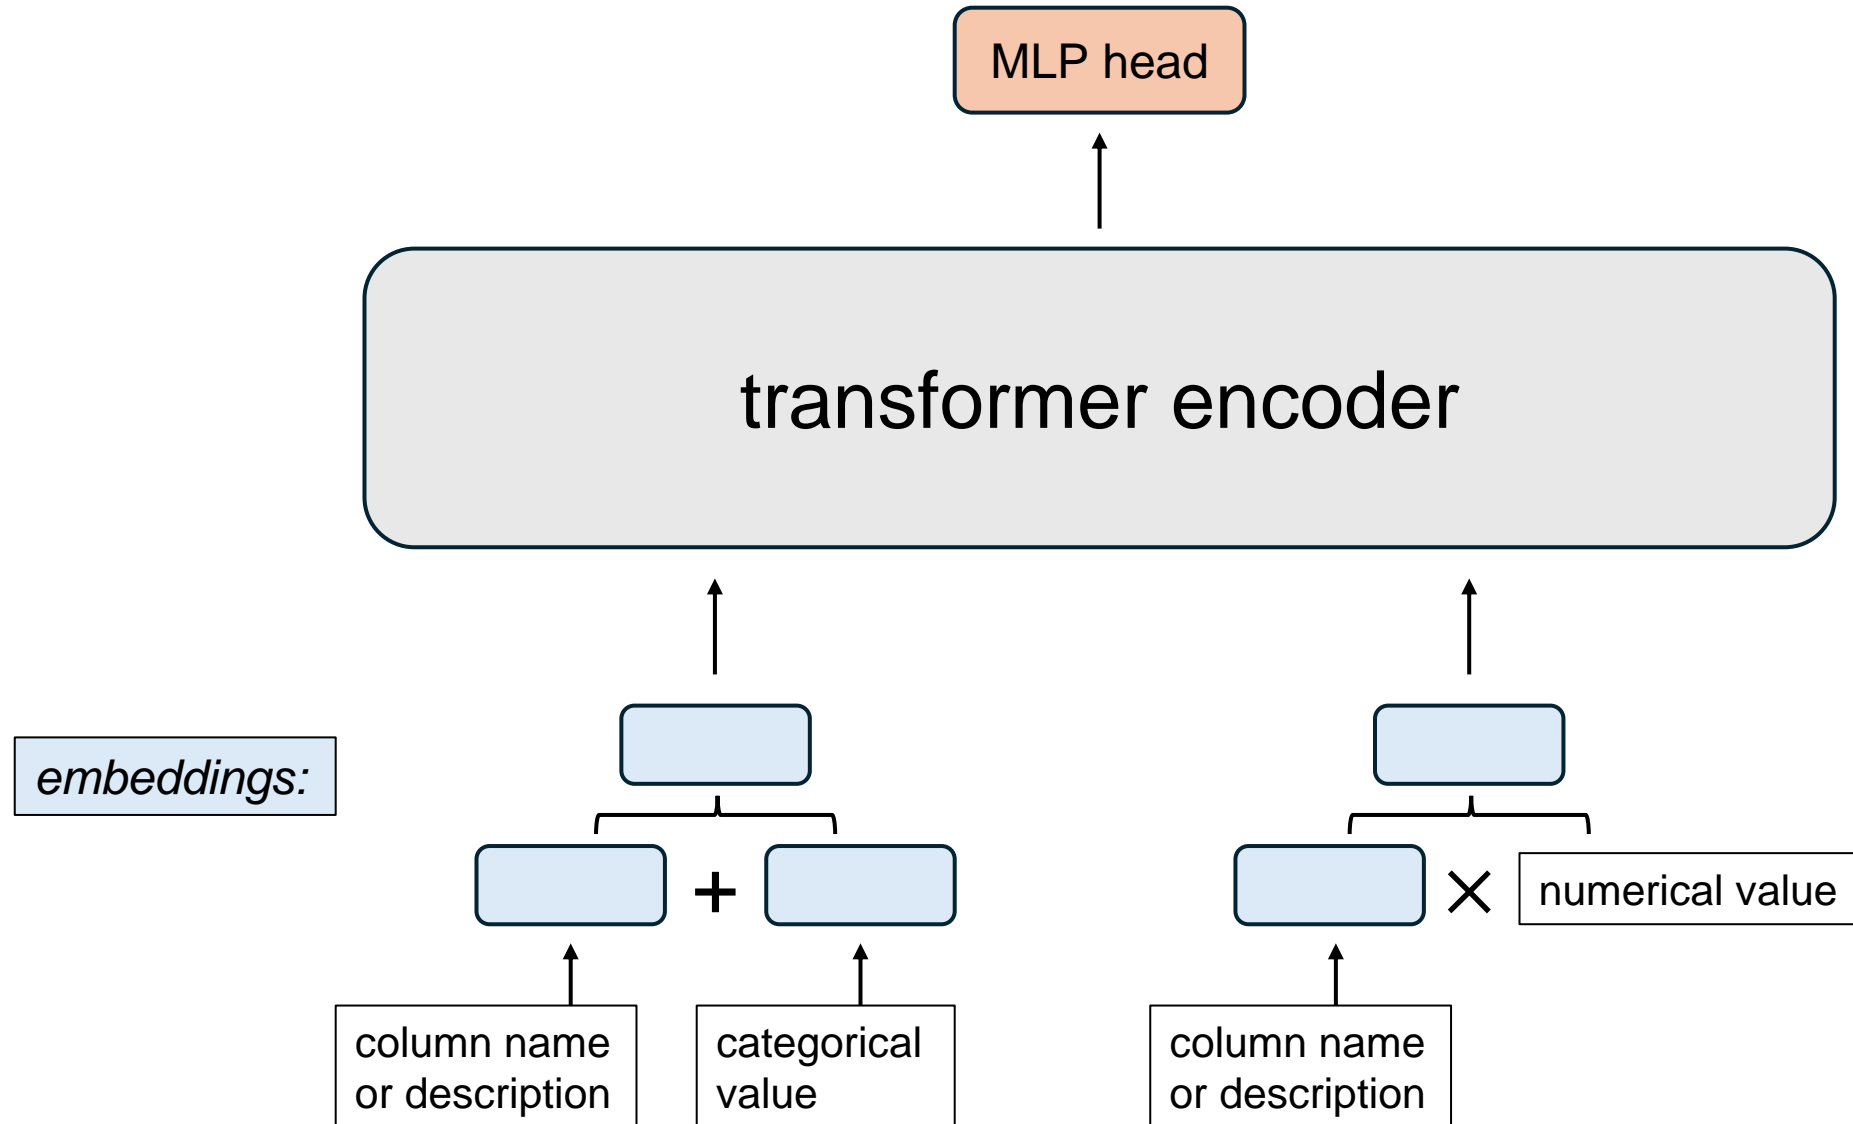 MLP head
transformer encoder
embeddings:
+
× numerical value
column name
or description
categorical
value
column name
or description